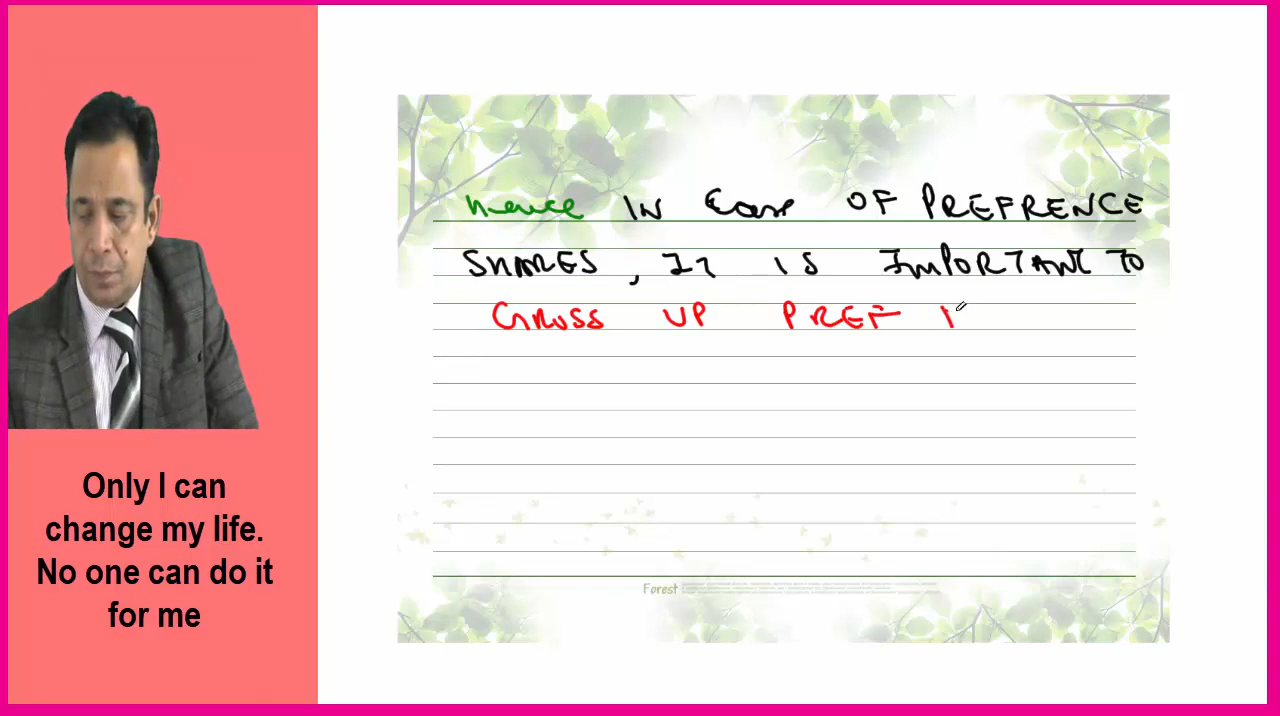 hence IN Case OF PREFRENCE
SHARES, IT IS IMPORTANT TO
GROSS UP PREF
Forest
Only I can
change my life.
No one can do it
for me